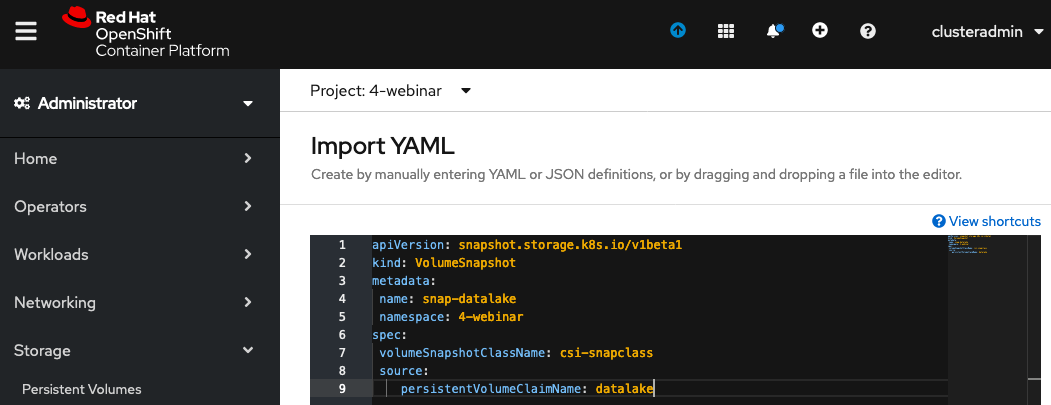 Red Hat
OpenShift
Container Platform
clusteradmin
Administrator
Home
Operators
Workloads
Networking
Storage
Persistent Volumes
Project: 4-webinar
Import YAML
Create by manually entering YAML or JSON definitions, or by dragging and dropping a file into the editor.
View shortcuts
1 apiVersion: snapshot.storage.k8s.io/v1beta1
2 kind: VolumeSnapshot
3 metadata:
4 name: snap-datalake
5 namespace: 4-webinar
6 spec:
7 volumeSnapshotClassName: csi-snapclass
8 source:
9 persistentVolumeClaimName: datalake